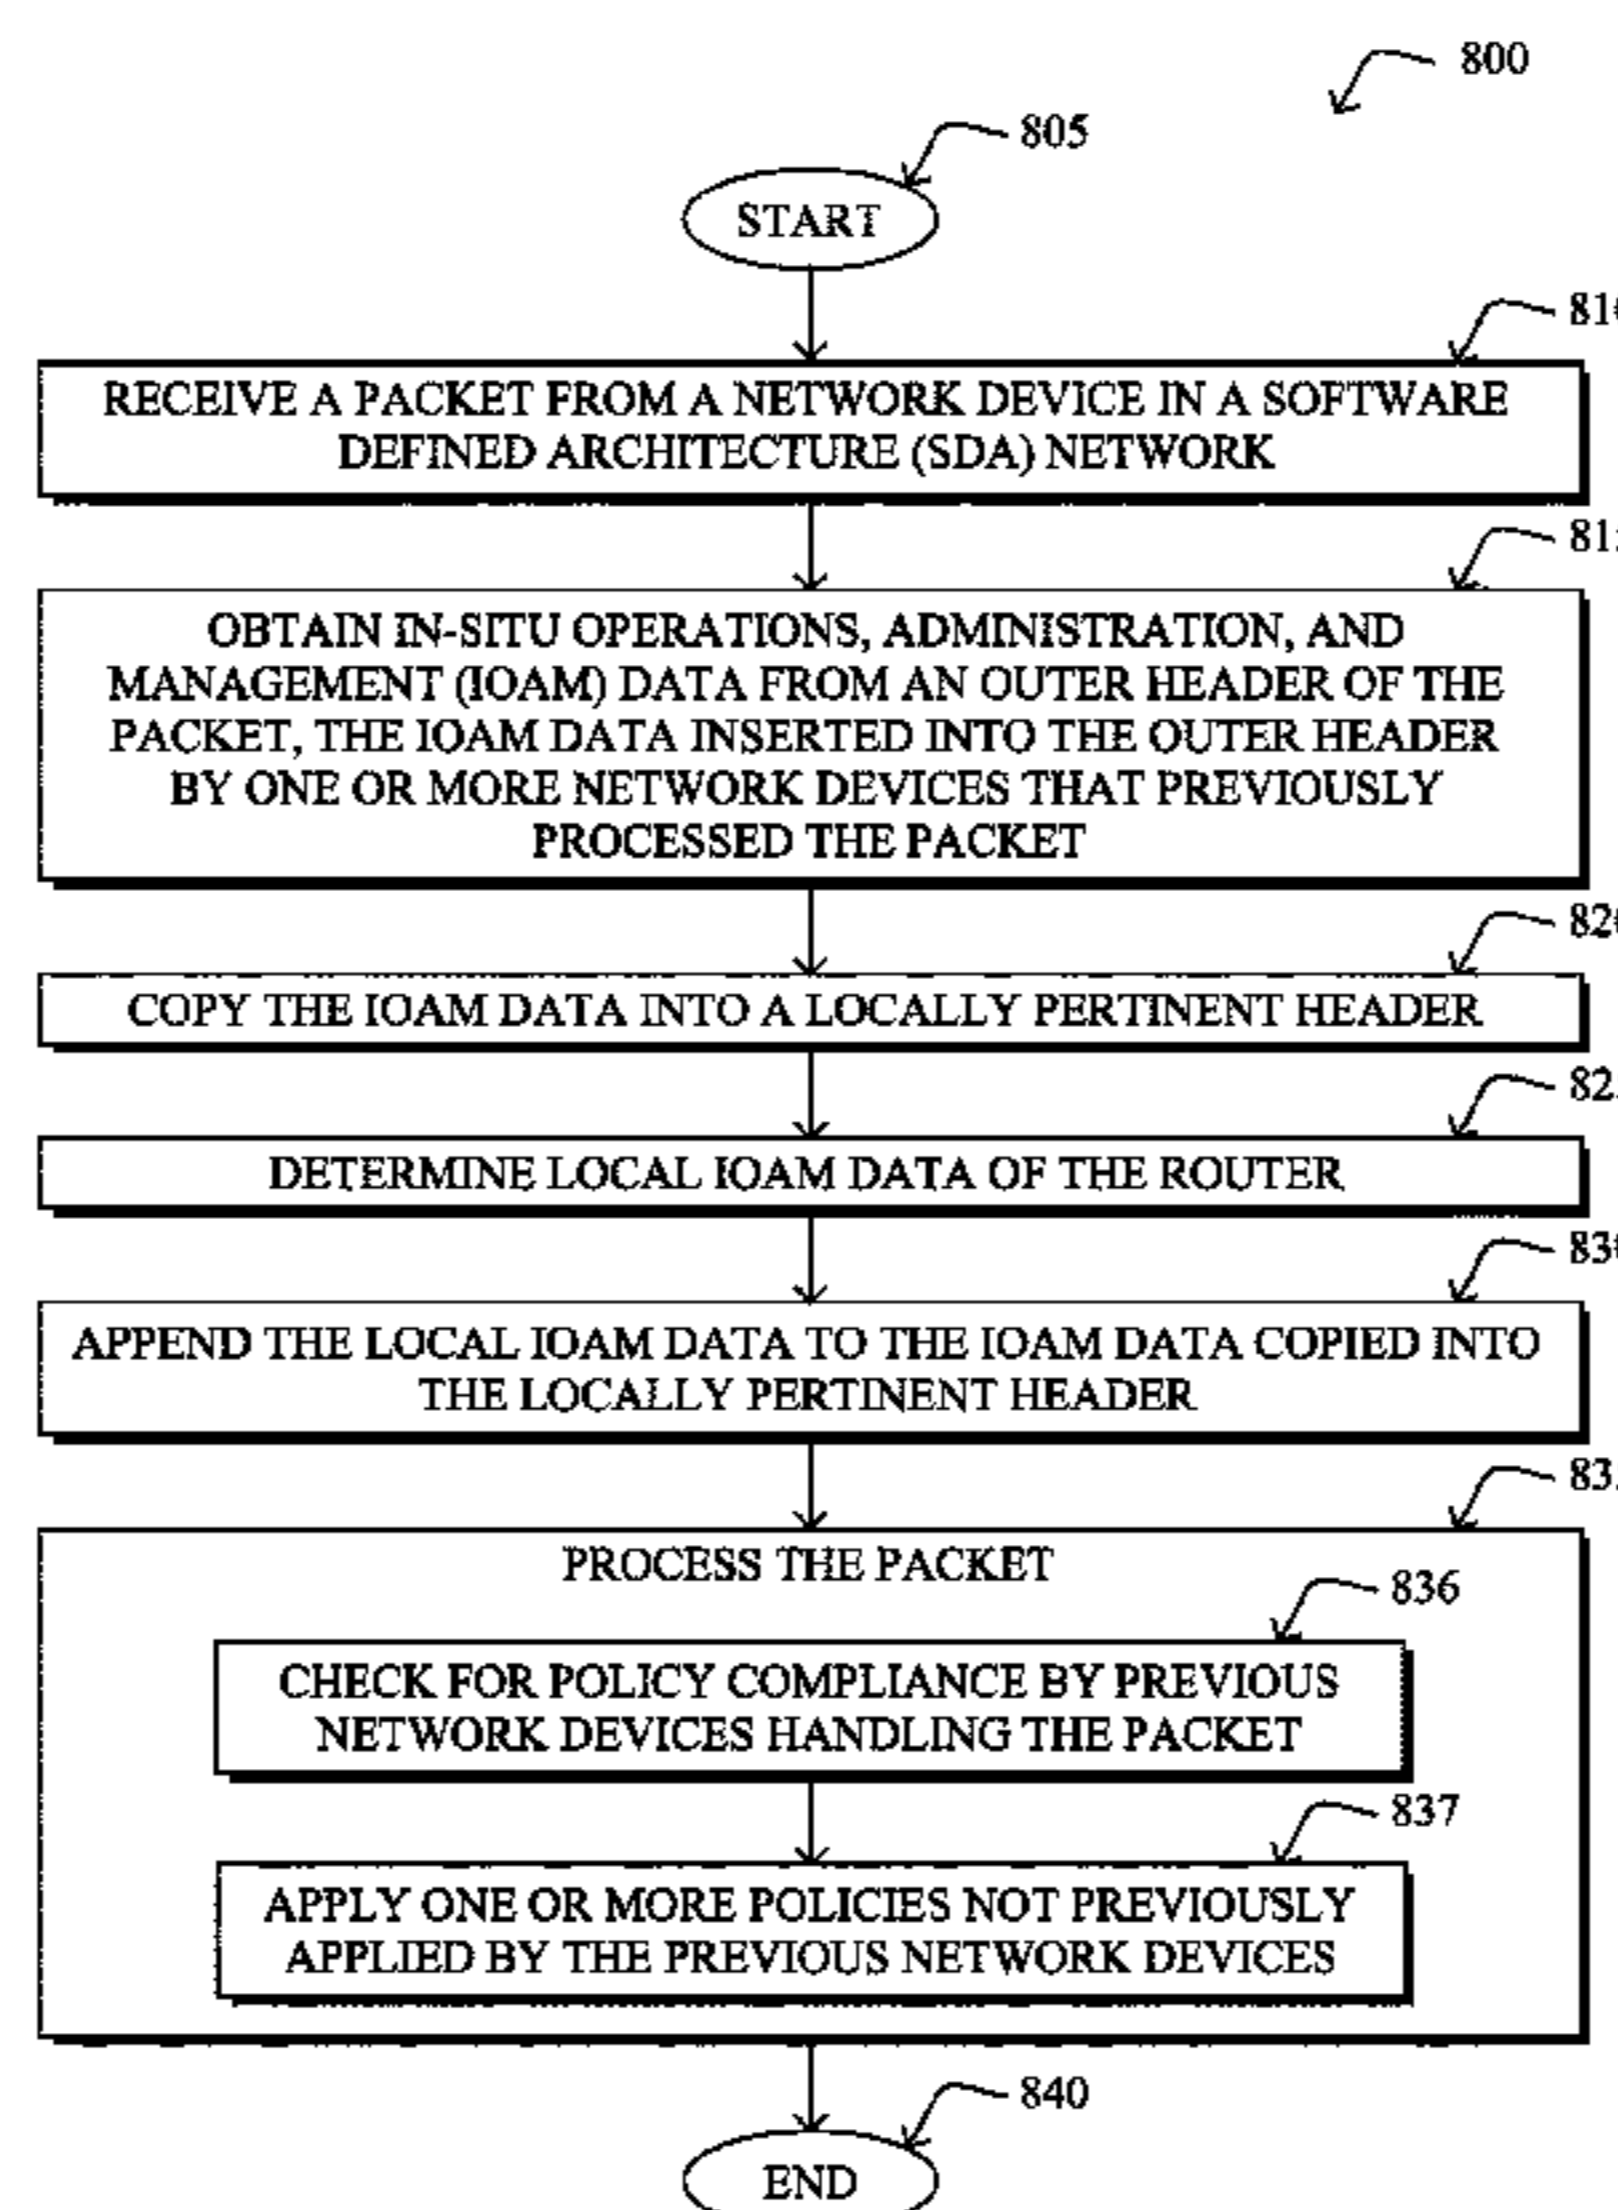 800
805
START
RECEIVE A PACKET FROM A NETWORK DEVICE IN A SOFTWARE
DEFINED ARCHITECTURE (SDA) NETWORK
OBTAIN IN-SITU OPERATIONS, ADMINISTRATION, AND
MANAGEMENT (IOAM) DATA FROM AN OUTER HEADER OF THE
PACKET, THE IOAM DATA INSERTED INTO THE OUTER HEADER
BY ONE OR MORE NETWORK DEVICES THAT PREVIOUSLY
PROCESSED THE PACKET
COPY THE IOAM DATA INTO A LOCALLY PERTINENT HEADER
DETERMINE LOCAL IOAM DATA OF THE ROUTER
APPEND THE LOCAL IOAM DATA TO THE IOAM DATA COPIED INTO
THE LOCALLY PERTINENT HEADER
PROCESS THE PACKET
836
CHECK FOR POLICY COMPLIANCE BY PREVIOUS
NETWORK DEVICES HANDLING THE PACKET
837
APPLY ONE OR MORE POLICIES NOT PREVIOUSLY
APPLIED BY THE PREVIOUS NETWORK DEVICES
840
END